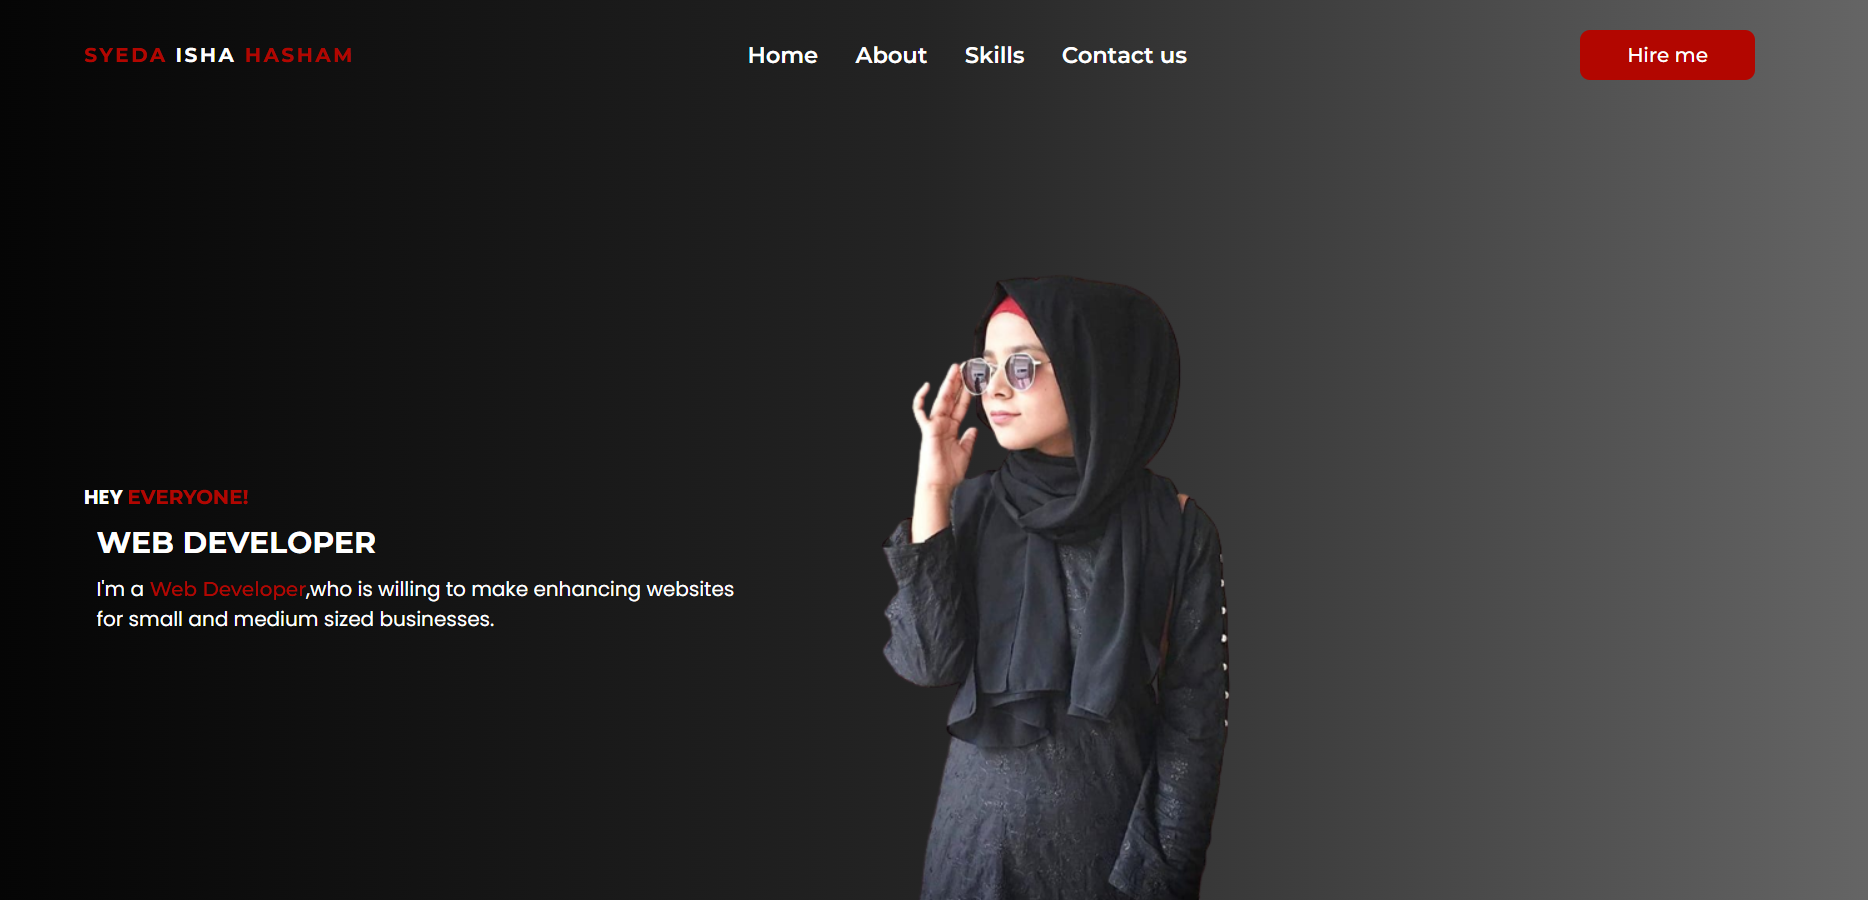 SYEDA ISHA HASHAM
Home About Skills Contact us
Hire me
HEY EVERYONE!
WEB DEVELOPER
I'm a Web Developer,who is willing to make enhancing websites
for small and medium sized businesses.